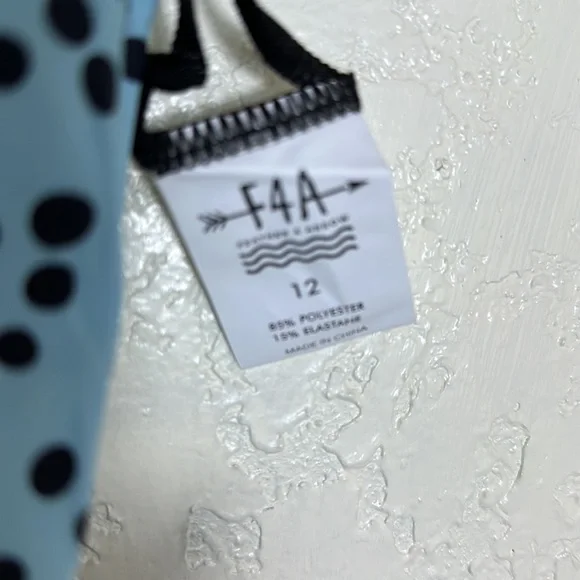 F4A
12
85% POLYESTER
15% ELASTANE
MADE IN CHINA